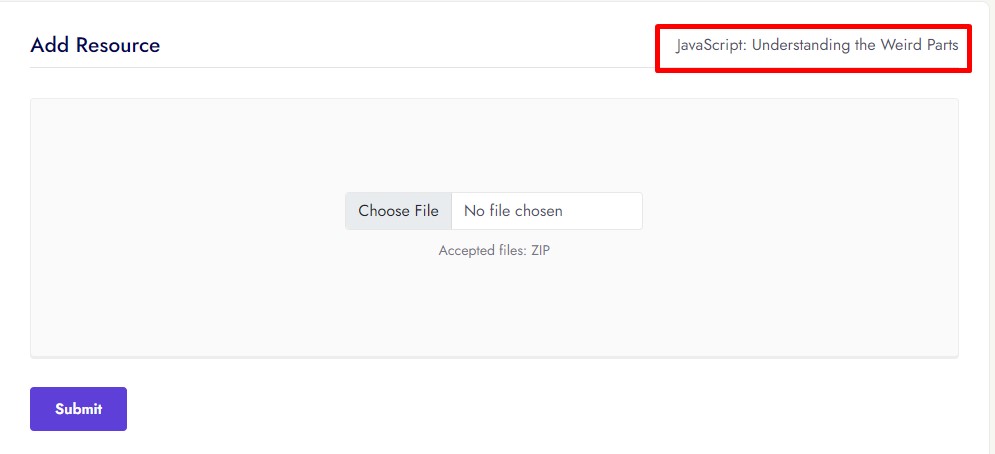 Add Resource
JavaScript: Understanding the Weird Parts
Choose File No file chosen
Accepted files: ZIP
Submit